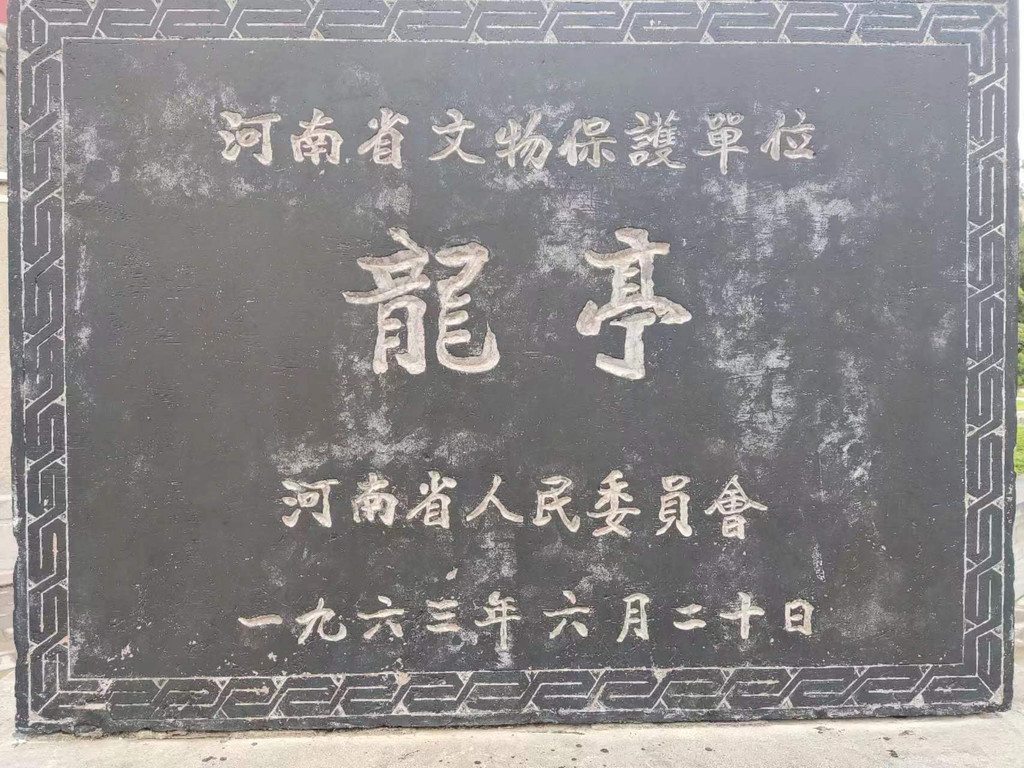 河南省文物保護單位
龍亭
河南省人民委員會
一九六三年六月二十日